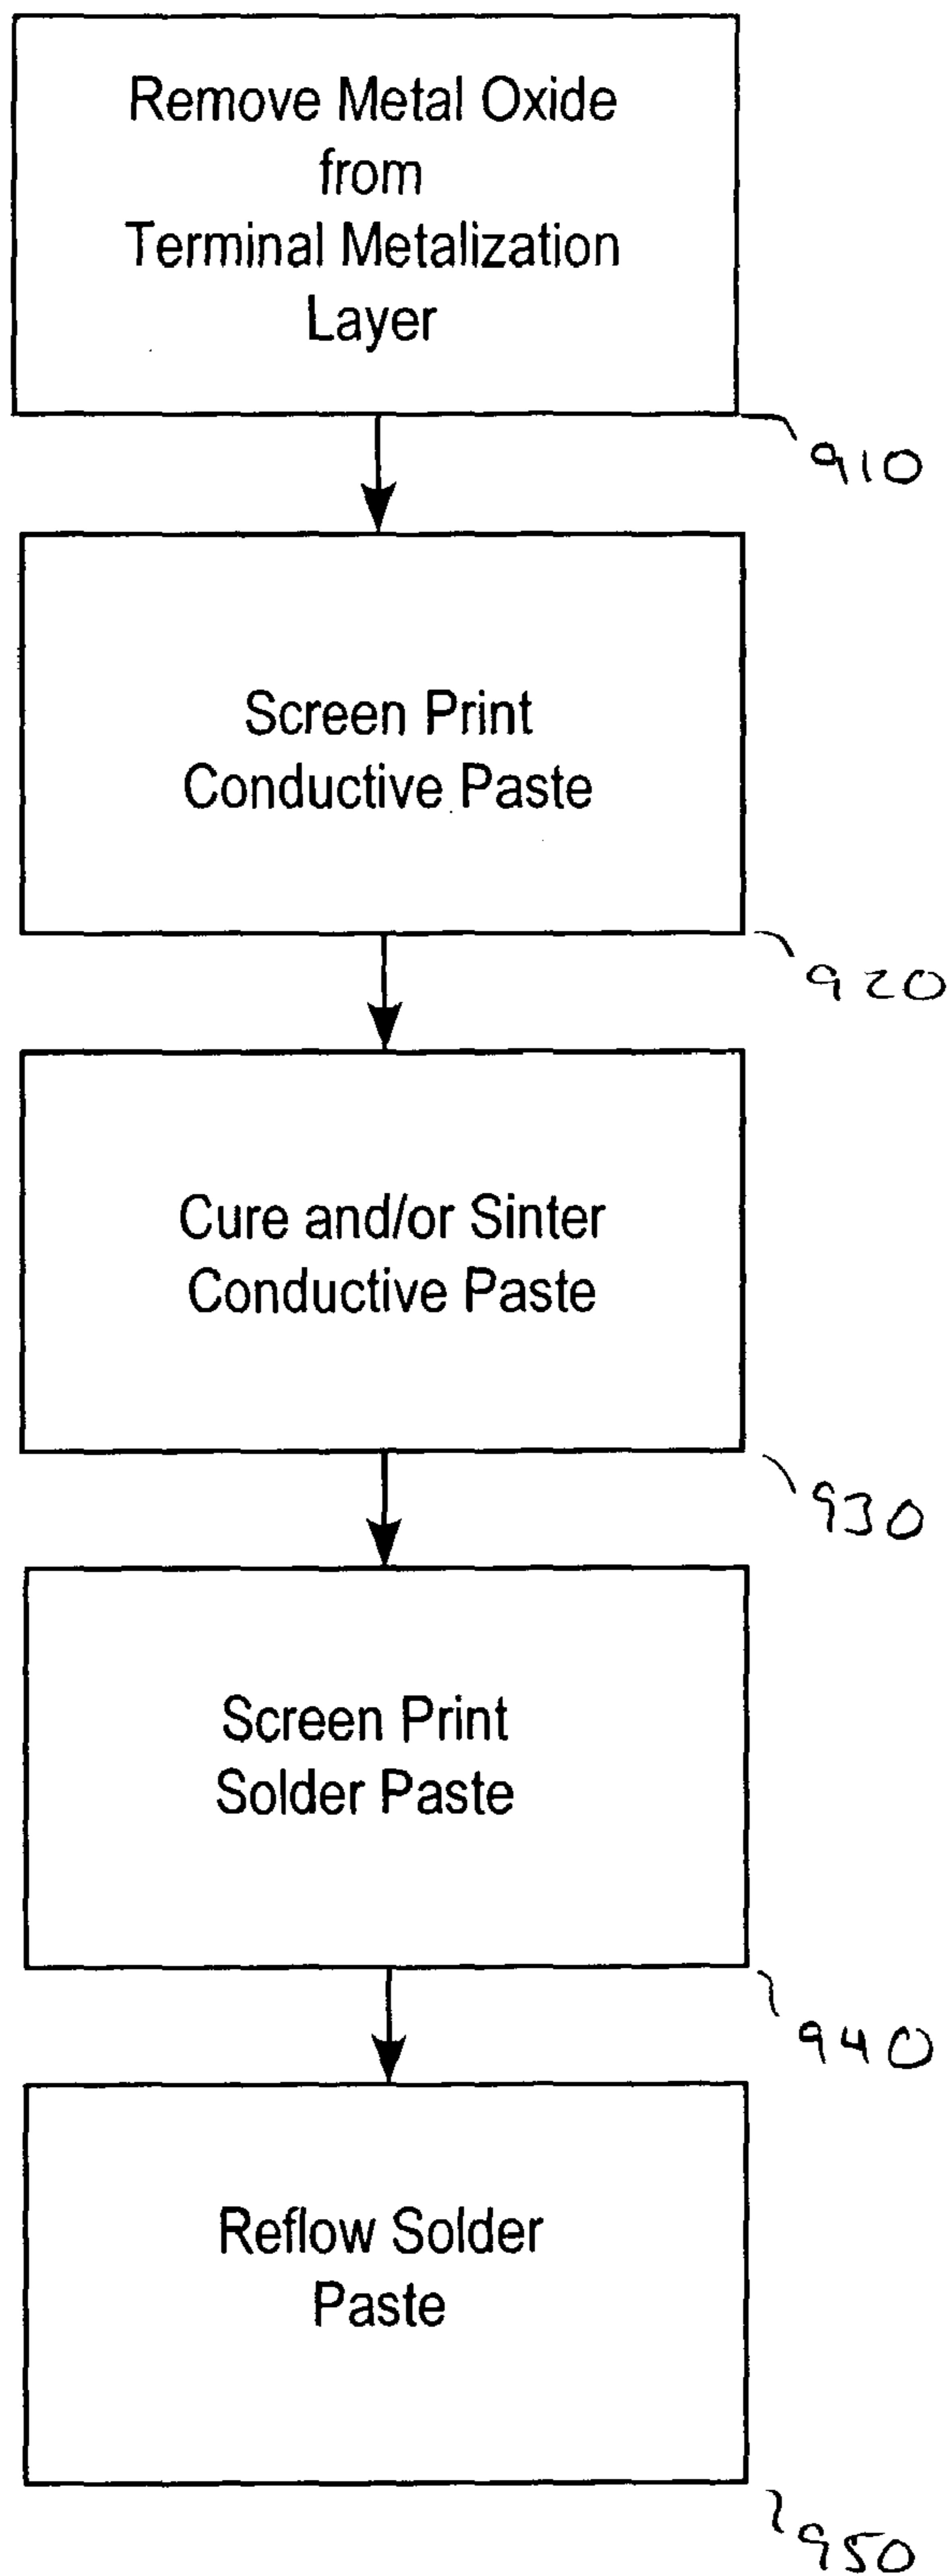 Remove Metal Oxide
from
Terminal Metalization
Layer
910
Screen Print
Conductive Paste
920
Cure and/or Sinter
Conductive Paste
930
Screen Print
Solder Paste
940
Reflow Solder
Paste
950